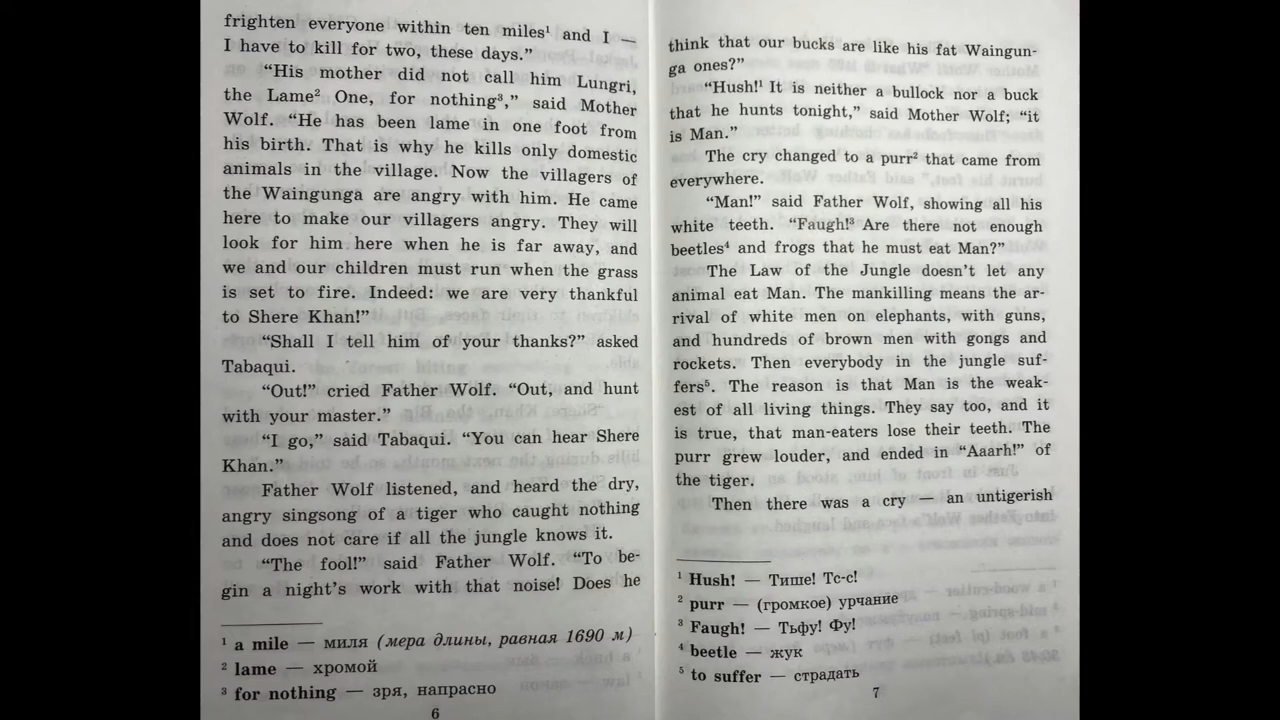 frighten everyone within ten miles¹ and I —
I have to kill for two, these days.”
“His mother did not call him Lungri,
the Lame² One, for nothing³,” said Mother
Wolf. “He has been lame in one foot from
his birth. That is why he kills only domestic
animals in the village. Now the villagers of
the Waingunga are angry with him. He came
here to make our villagers angry. They will
look for him here when he is far away, and
we and our children must run when the grass
is set to fire. Indeed: we are very thankful
to Shere Khan!”
“Shall I tell him of your thanks?” asked
Tabaqui.
“Out!” cried Father Wolf. “Out, and hunt
with your master.”
“I go,” said Tabaqui. “You can hear Shere
Khan.”
Father Wolf listened, and heard the dry,
angry singsong of a tiger who caught nothing
and does not care if all the jungle knows it.
“The fool!” said Father Wolf. “To be-
gin a night’s work with that noise! Does he
¹ a mile — миля (мера длины, равная 1690 м)
² lame — хромой
³ for nothing — зря, напрасно
6
think that our bucks are like his fat Waingun-
ga ones?”
“Hush!¹ It is neither a bullock nor a buck
that he hunts tonight,” said Mother Wolf; “it
is Man.”
The cry changed to a purr² that came from
everywhere.
“Man!” said Father Wolf, showing all his
white teeth. “Faugh!³ Are there not enough
beetles⁴ and frogs that he must eat Man?”
The Law of the Jungle doesn’t let any
animal eat Man. The mankilling means the ar-
rival of white men on elephants, with guns,
and hundreds of brown men with gongs and
rockets. Then everybody in the jungle suf-
fers⁵. The reason is that Man is the weak-
est of all living things. They say too, and it
is true, that man-eaters lose their teeth. The
purr grew louder, and ended in “Aaarh!” of
the tiger.
Then there was a cry — an untigerish
¹ Hush! — Тише! Тс-с!
² purr — (громкое) урчание
³ Faugh! — Тьфу! Фу!
⁴ beetle — жук
⁵ to suffer — страдать
7